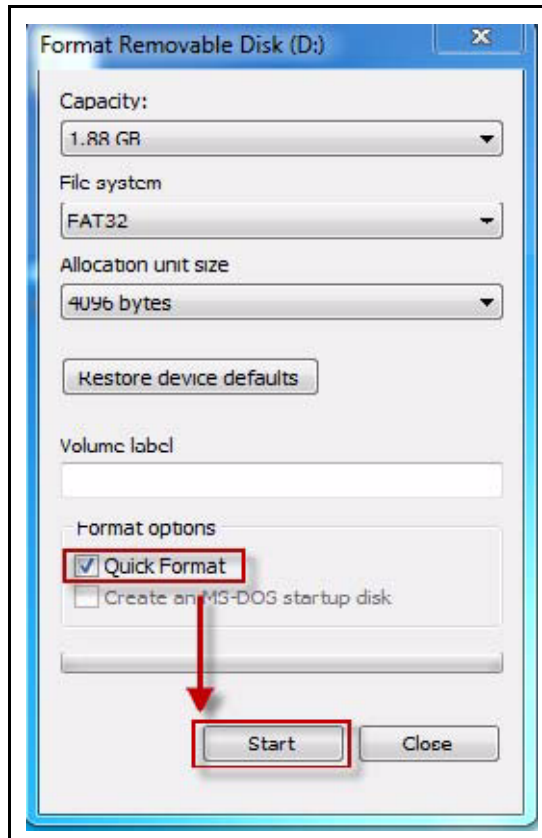 Format Removable Disk (D:)
Capacity:
1.88 GB
File system
FAT32
Allocation unit size
4096 bytes
Restore device defaults
Volume label
Format options
Quick Format
Create an MS-DOS startup disk
Start Close